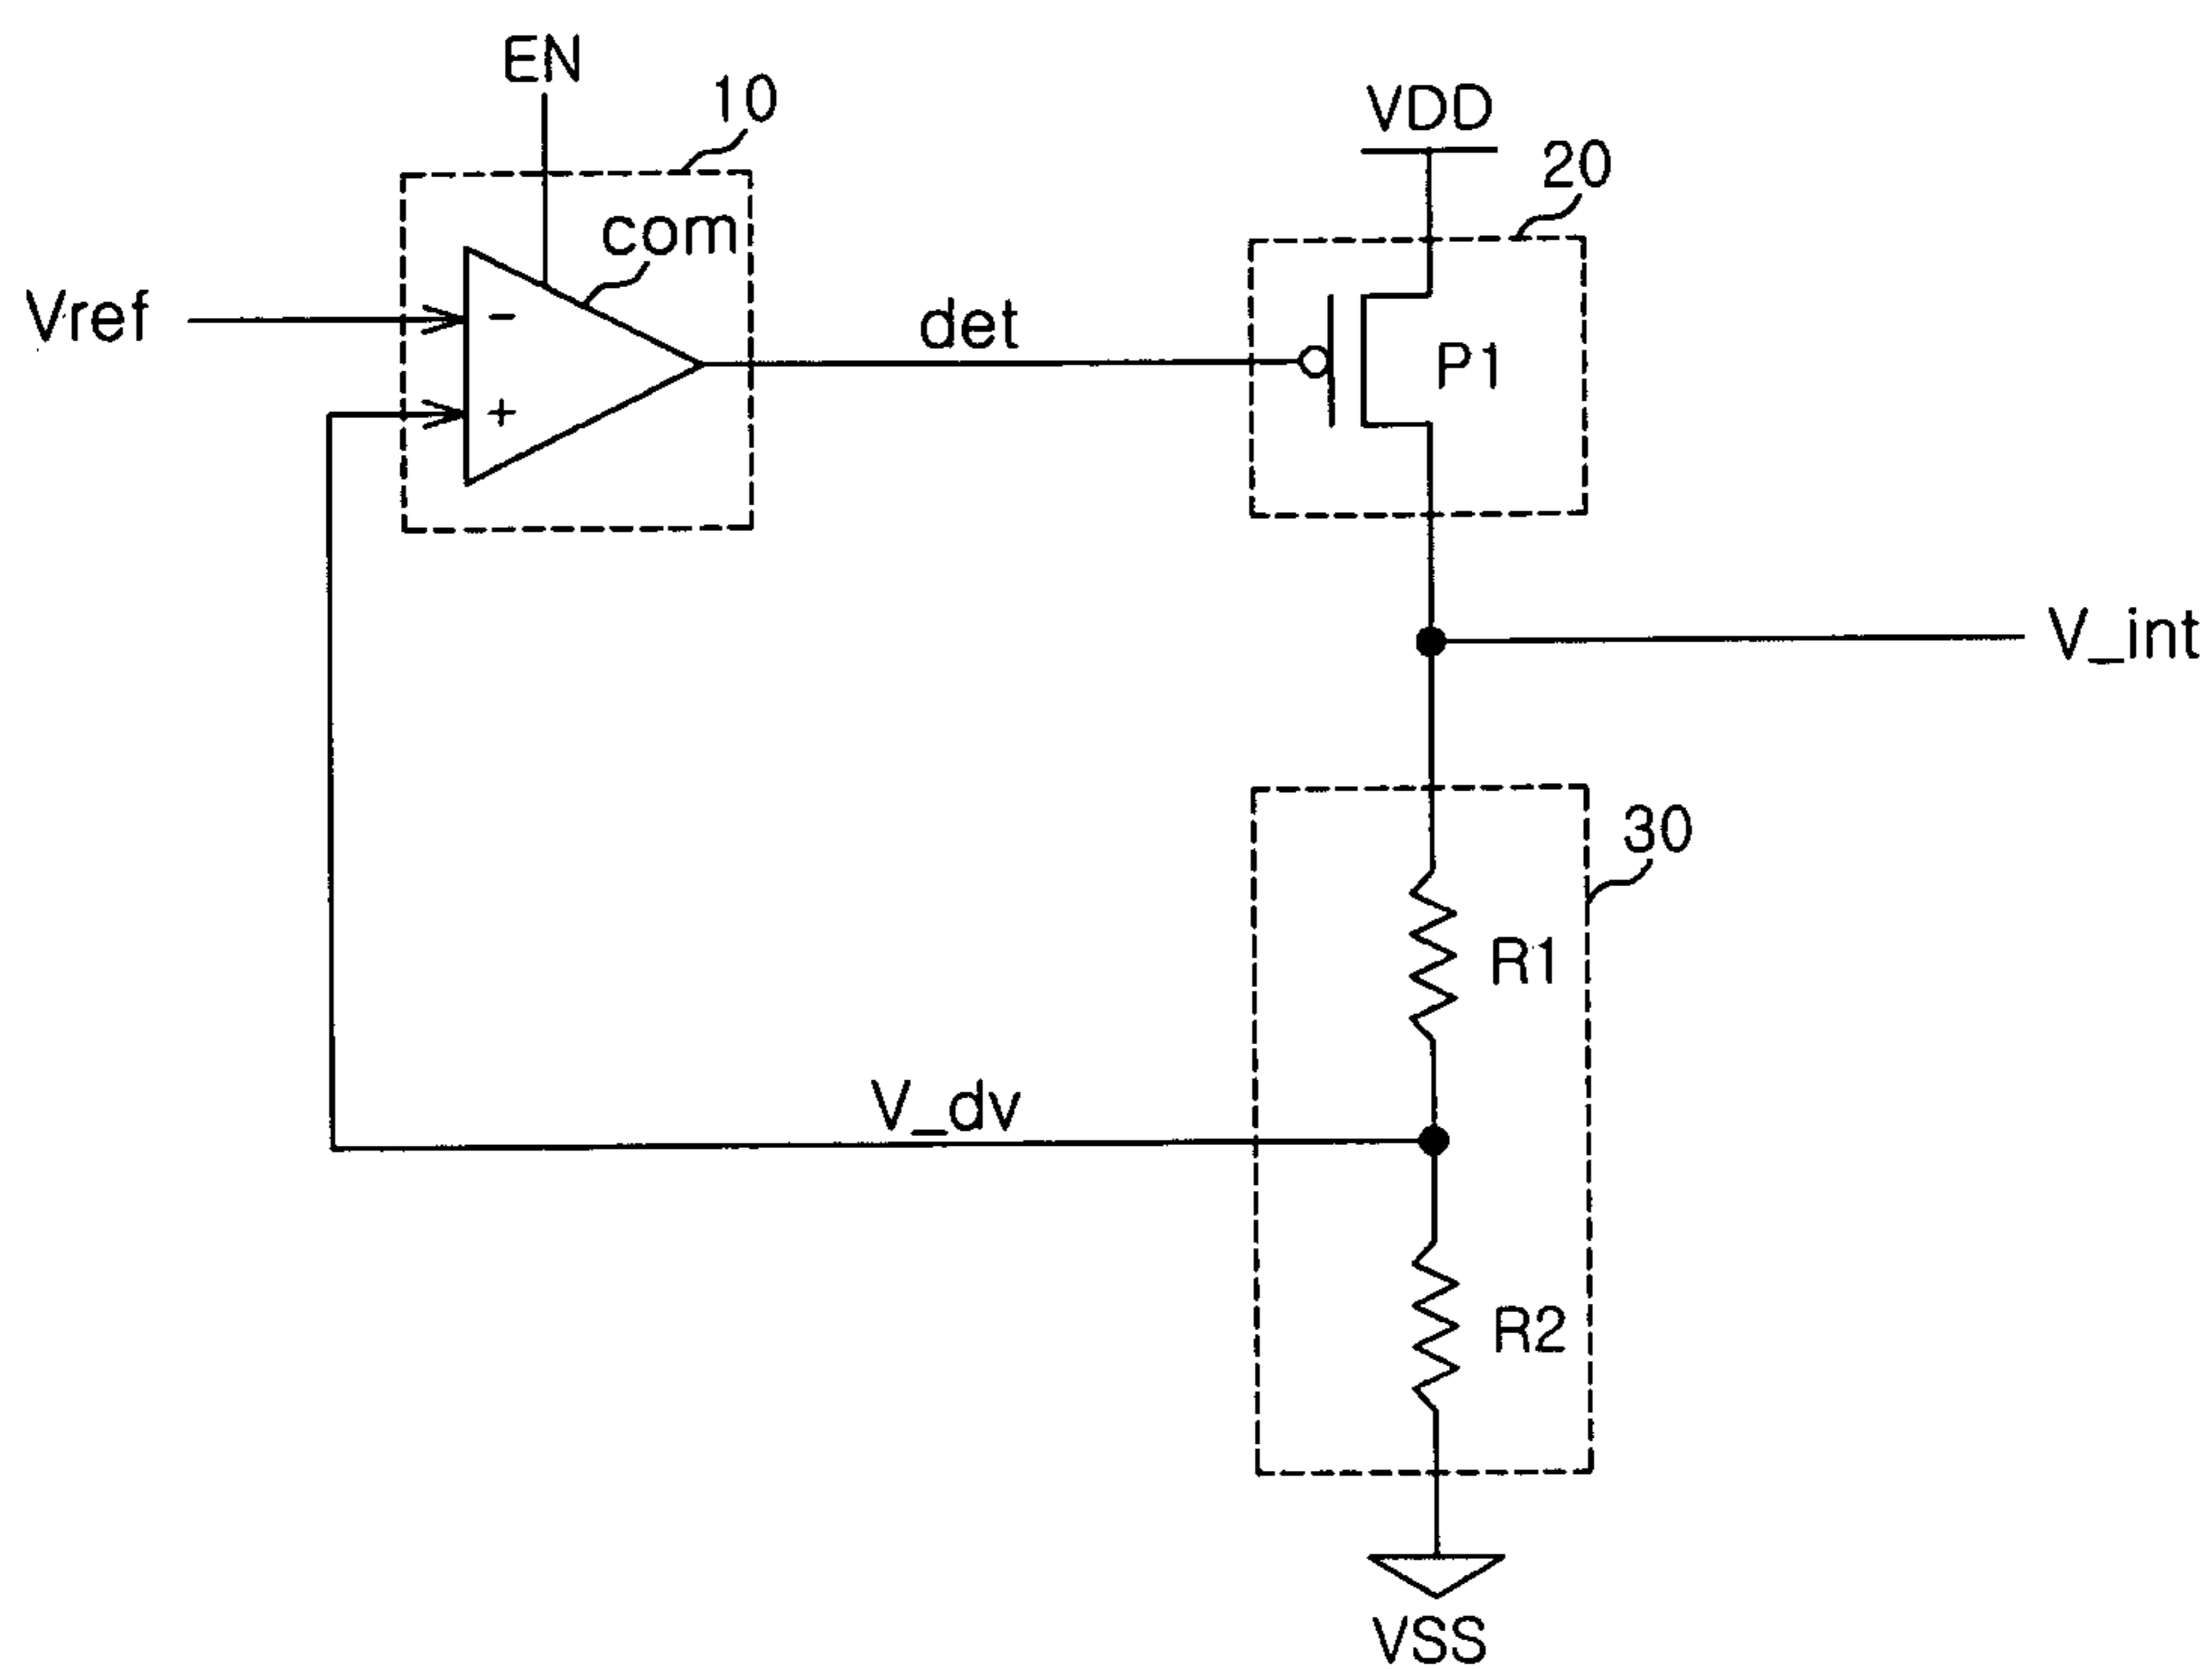 EN
10
VDD
20
com
Vref
-
det
P1
+
V_int
30
R1
V_dv
R2
VSS